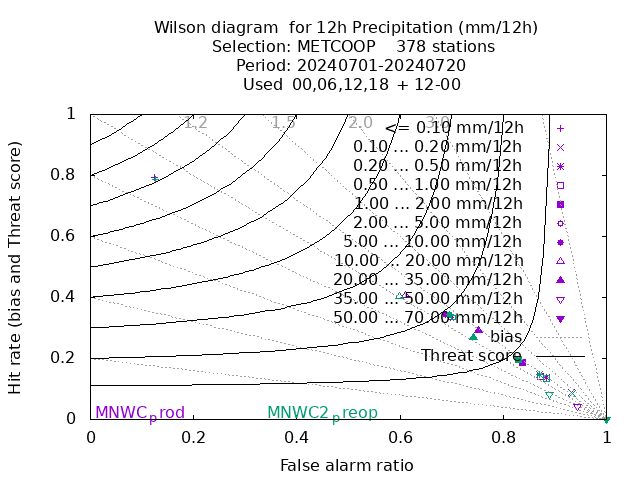 Wilson diagram  for 12h Precipitation (mm/12h)
Selection: METCOOP    378 stations
Period: 20240701-20240720
Used  00,06,12,18 + 12-00
1.2 1.5 2.0 3.0
<= 0.10 mm/12h
0.10 ... 0.20 mm/12h
0.20 ... 0.50 mm/12h
0.50 ... 1.00 mm/12h
1.00 ... 2.00 mm/12h
2.00 ... 5.00 mm/12h
5.00 ... 10.00 mm/12h
10.00 ... 20.00 mm/12h
20.00 ... 35.00 mm/12h
35.00 ... 50.00 mm/12h
50.00 ... 70.00 mm/12h
bias
Threat score
1
0.8
0.6
0.4
0.2
0
Hit rate (bias and Threat score)
MNWCprod MNWC2preop
0 0.2 0.4 0.6 0.8 1
False alarm ratio